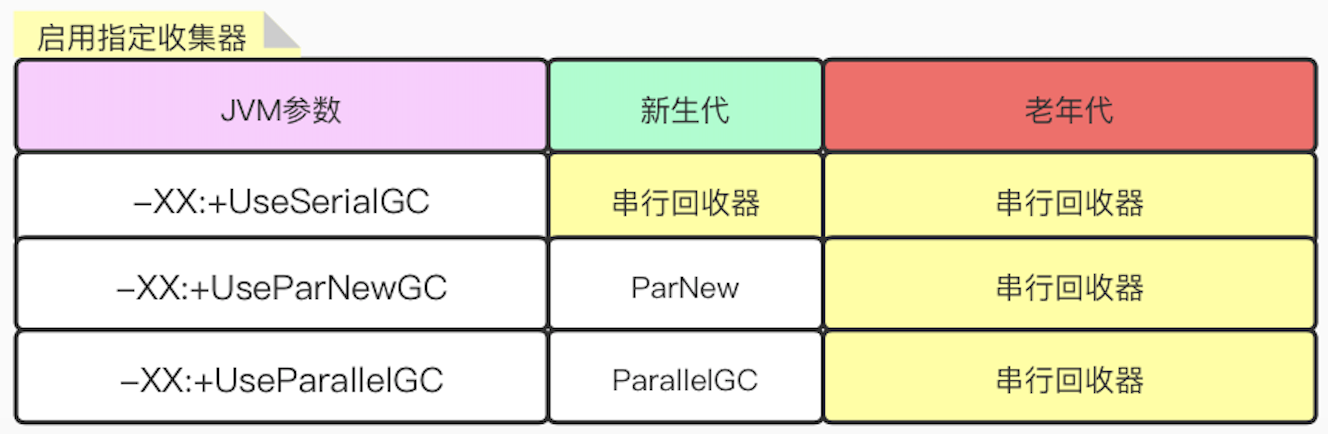 启用指定收集器
JVM参数 新生代 老年代
-XX:+UseSerialGC 串行回收器 串行回收器
-XX:+UseParNewGC ParNew 串行回收器
-XX:+UseParallelGC ParallelGC 串行回收器